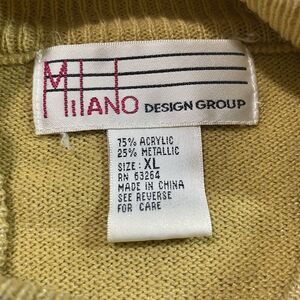 Milano DESIGN GROUP
75% ACRYLIC
25% METALLIC
SIZE: XL
RN 63264
MADE IN CHINA
SEE REVERSE
FOR CARE